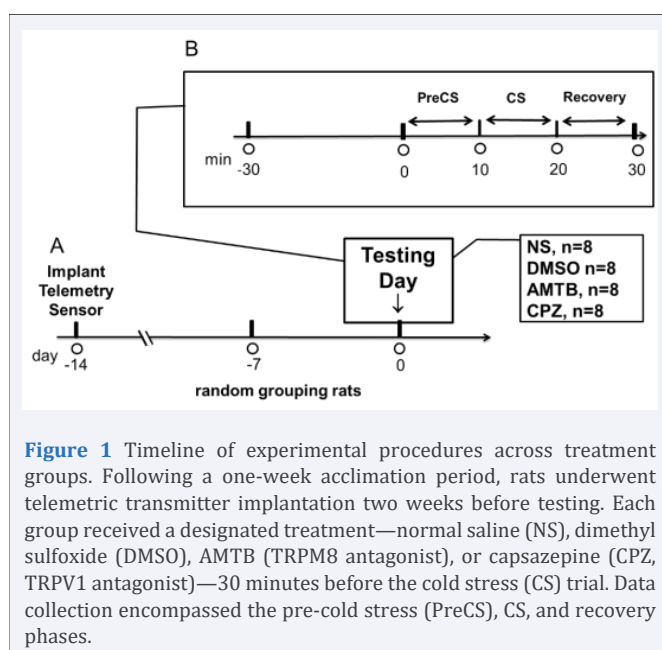 B
PreCS CS Recovery
min -30 0 10 20 30
A
Implant
Telemetry
Sensor
Testing
Day
↓
NS, n=8
DMSO n=8
AMTB, n=8
CPZ, n=8
day -14 -7 0
random grouping rats
Figure 1 Timeline of experimental procedures across treatment
groups. Following a one-week acclimation period, rats underwent
telemetric transmitter implantation two weeks before testing. Each
group received a designated treatment—normal saline (NS), dimethyl
sulfoxide (DMSO), AMTB (TRPM8 antagonist), or capsazepine (CPZ,
TRPV1 antagonist)—30 minutes before the cold stress (CS) trial. Data
collection encompassed the pre-cold stress (PreCS), CS, and recovery
phases.